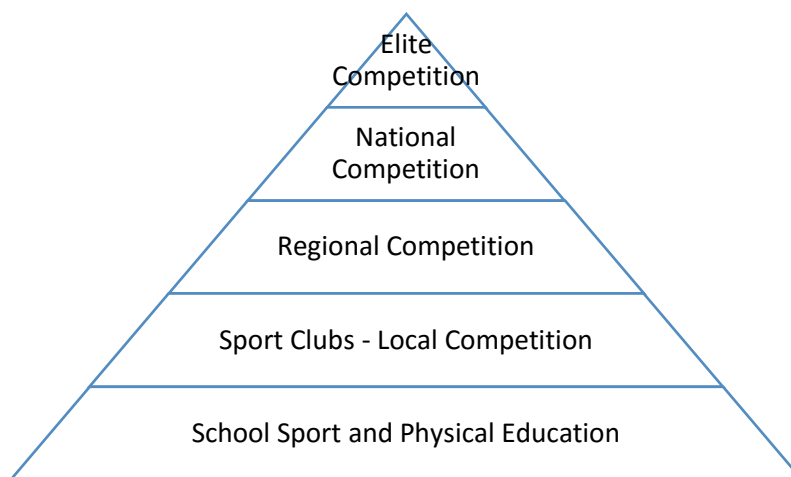 Elite
Competition
National
Competition
Regional Competition
Sport Clubs - Local Competition
School Sport and Physical Education